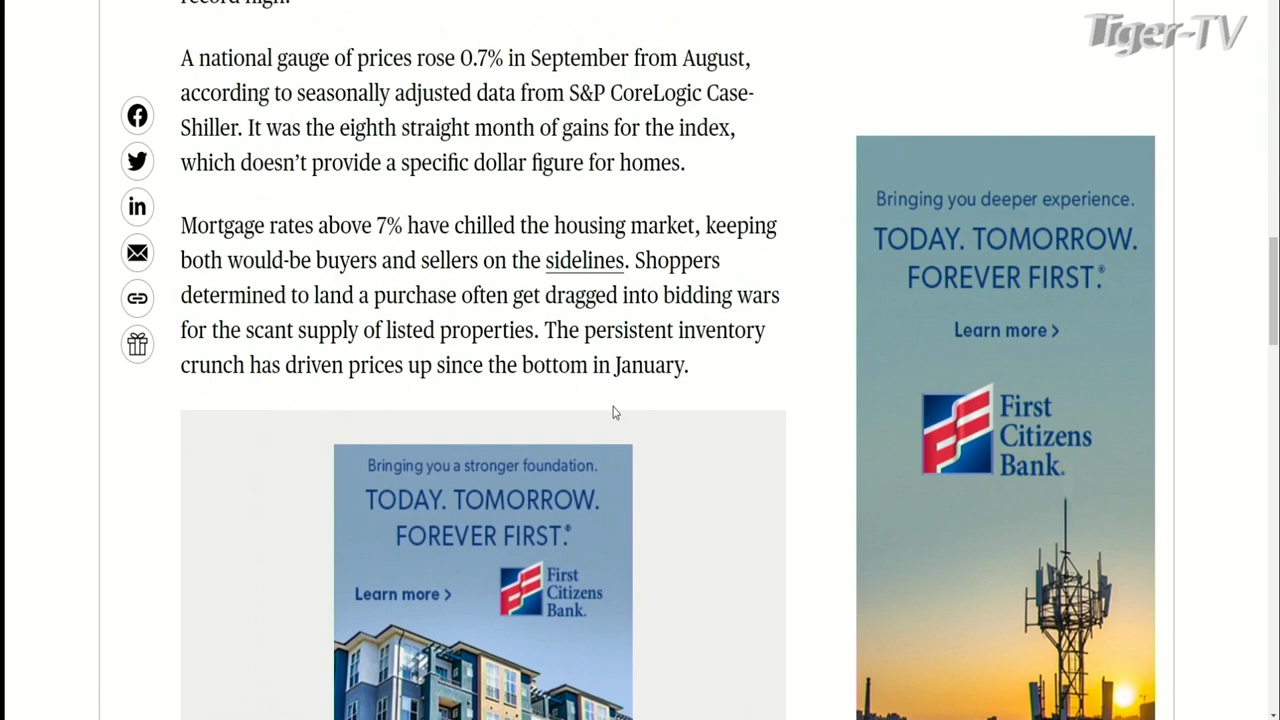 Tiger-TV
record high.
A national gauge of prices rose 0.7% in September from August,
according to seasonally adjusted data from S&P CoreLogic Case-
Shiller. It was the eighth straight month of gains for the index,
which doesn’t provide a specific dollar figure for homes.
Mortgage rates above 7% have chilled the housing market, keeping
both would-be buyers and sellers on the sidelines. Shoppers
determined to land a purchase often get dragged into bidding wars
for the scant supply of listed properties. The persistent inventory
crunch has driven prices up since the bottom in January.
Bringing you a stronger foundation.
TODAY. TOMORROW.
FOREVER FIRST.®
Learn more >
First
Citizens
Bank.
Bringing you deeper experience.
TODAY. TOMORROW.
FOREVER FIRST.®
Learn more >
First
Citizens
Bank.